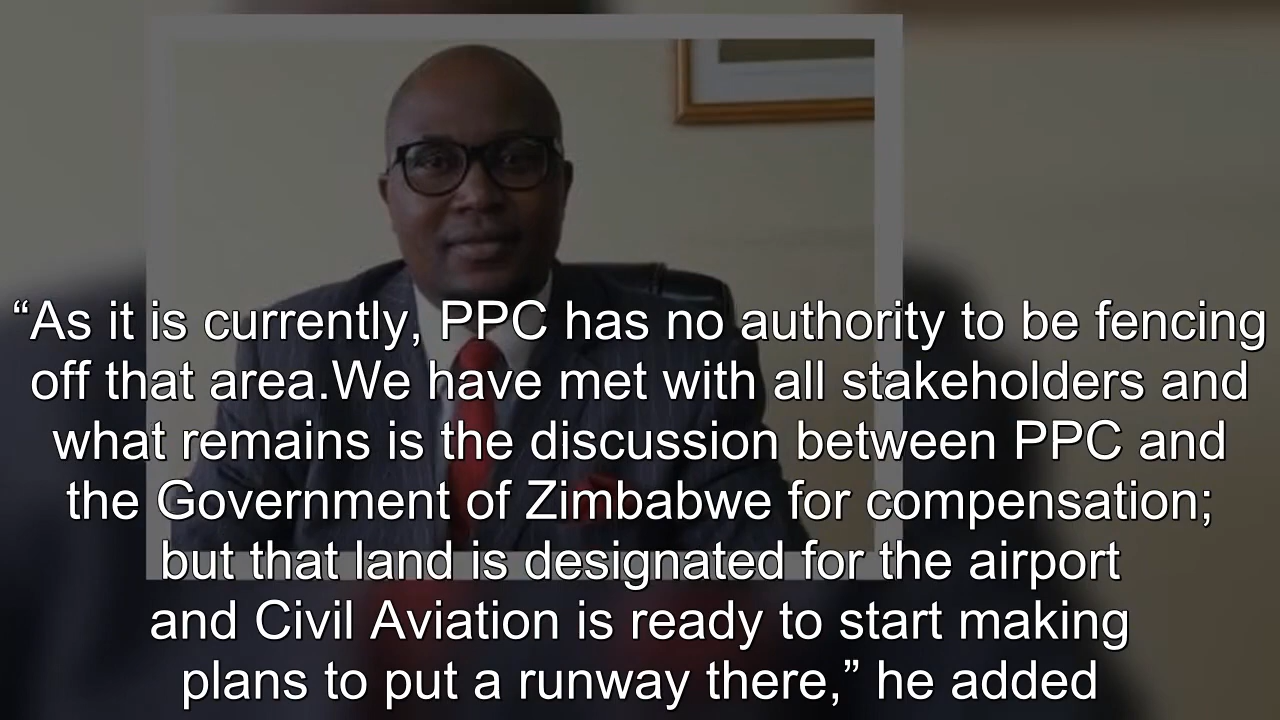 “As it is currently, PPC has no authority to be fencing
off that area.We have met with all stakeholders and
what remains is the discussion between PPC and
the Government of Zimbabwe for compensation;
but that land is designated for the airport
and Civil Aviation is ready to start making
plans to put a runway there,” he added